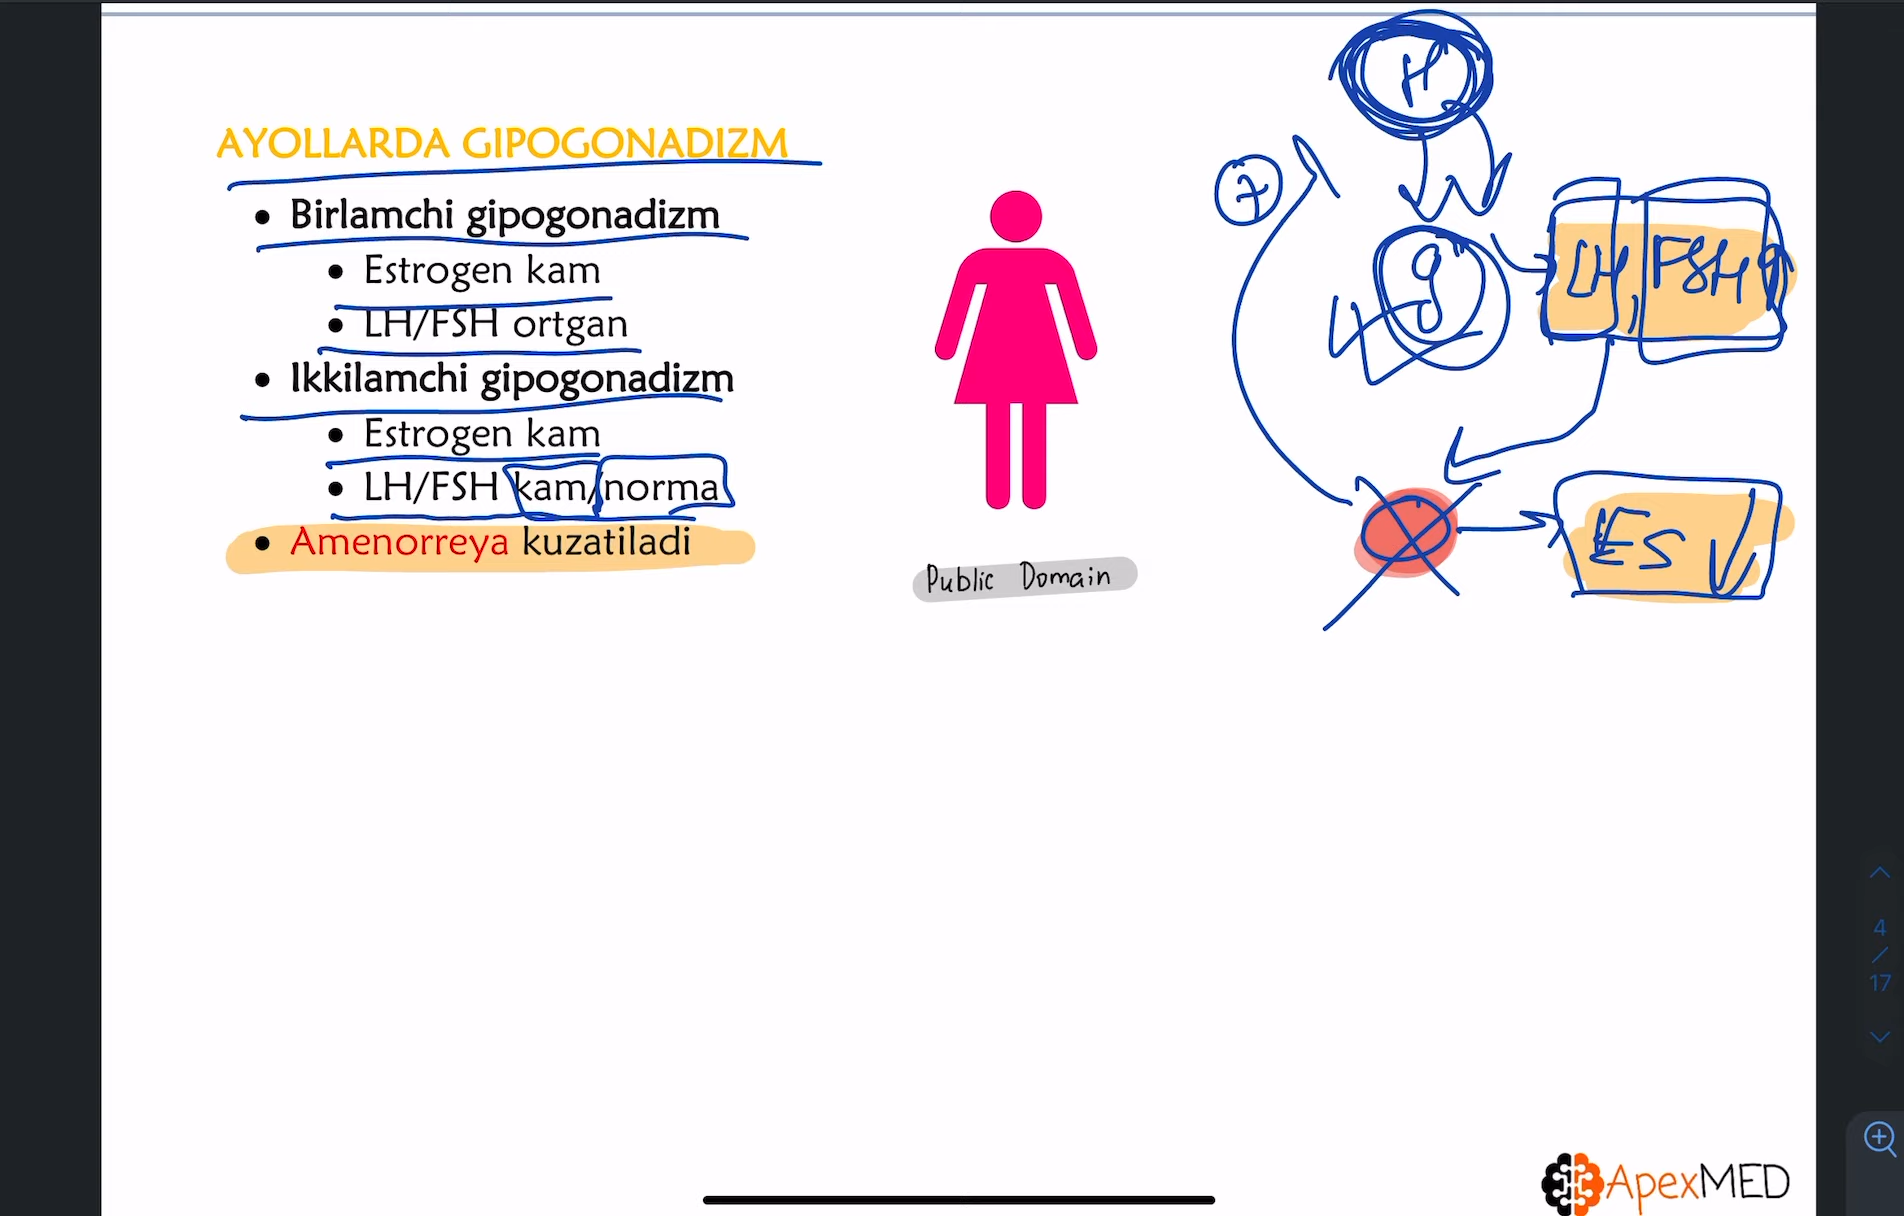 AYOLLARDA GIPOGONADIZM
• Birlamchi gipogonadizm
• Estrogen kam
• LH/FSH ortgan
• Ikkilamchi gipogonadizm
• Estrogen kam
• LH/FSH kam/norma
• Amenorreya kuzatiladi
Public Domain
H
LH, FSH
ES
4
/
17
ApexMED